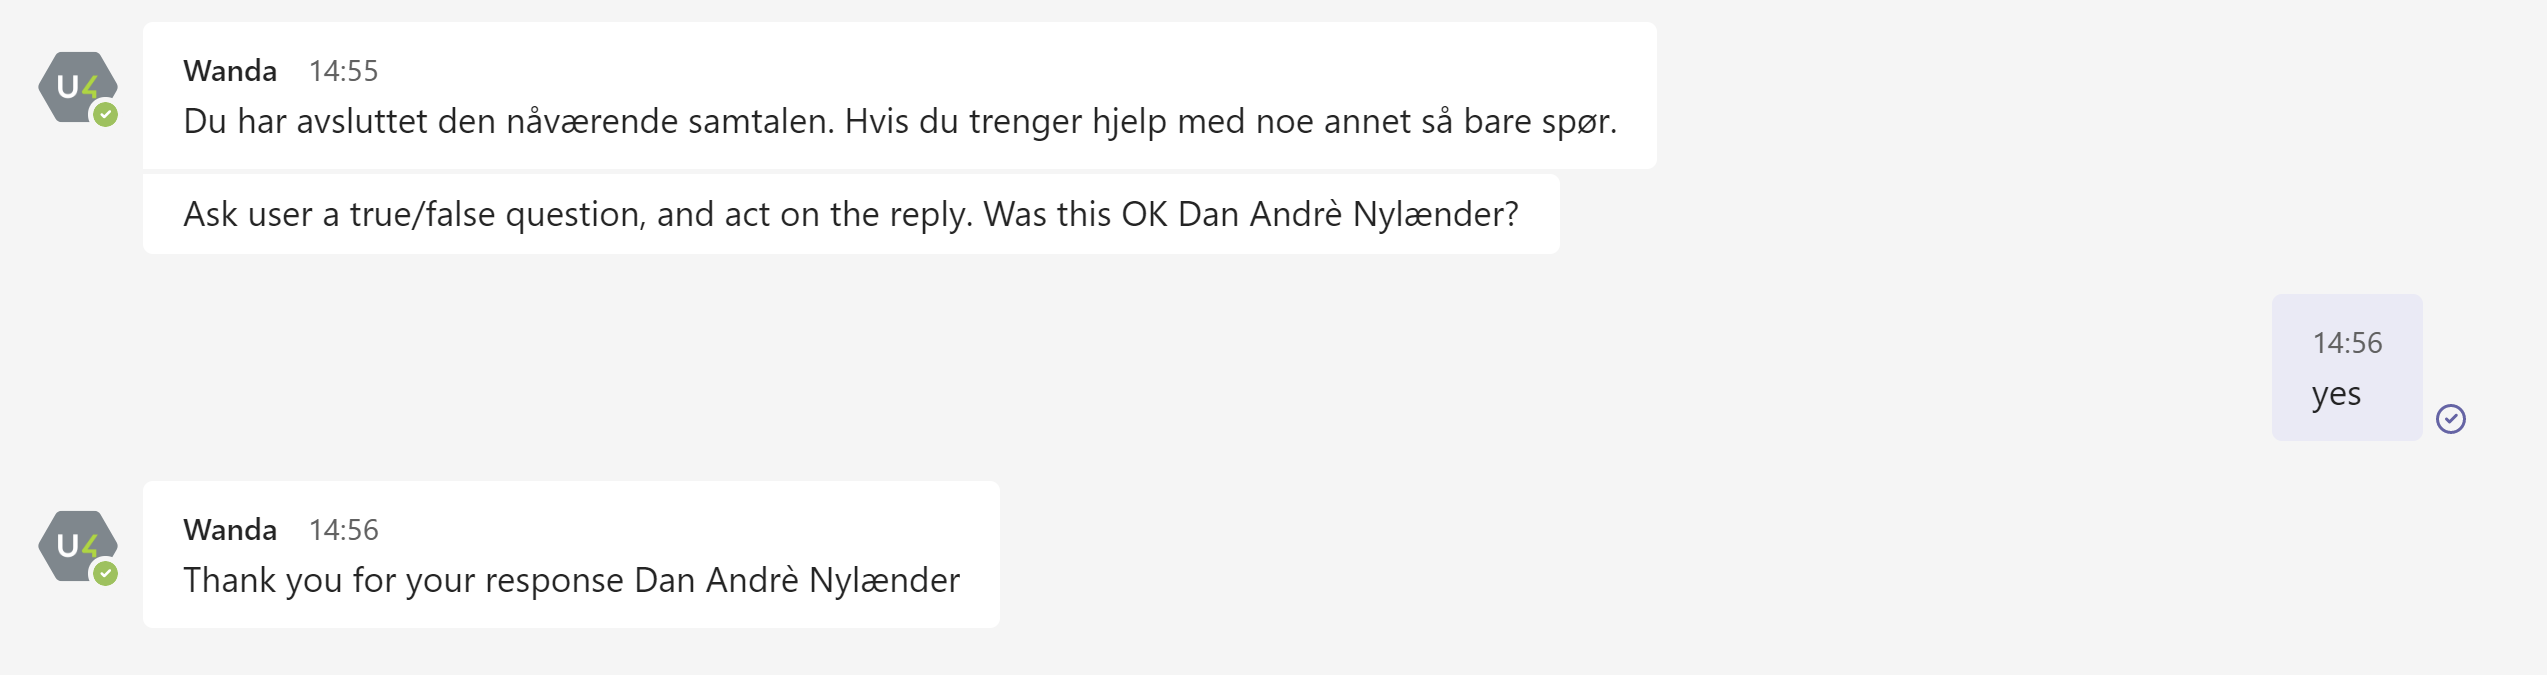 U4
Wanda 14:55
Du har avsluttet den nåværende samtalen. Hvis du trenger hjelp med noe annet så bare spør.
Ask user a true/false question, and act on the reply. Was this OK Dan Andrè Nylænder?
14:56
yes
U4
Wanda 14:56
Thank you for your response Dan Andrè Nylænder